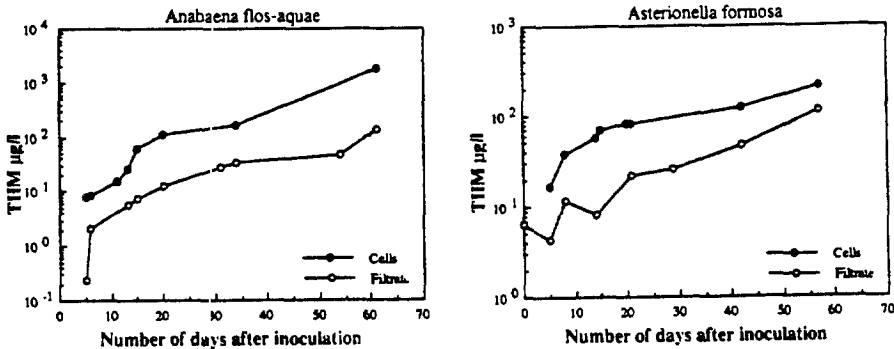 Anabaena flos-aquae
10^4
10^3
10^2
10^1
10^0
10^-1
THM µg/l
Cells
Filtrate
0 10 20 30 40 50 60 70
Number of days after inoculation
Asterionella formosa
10^3
10^2
10^1
10^0
THM µg/l
Cells
Filtrate
0 10 20 30 40 50 60 70
Number of days after inoculation